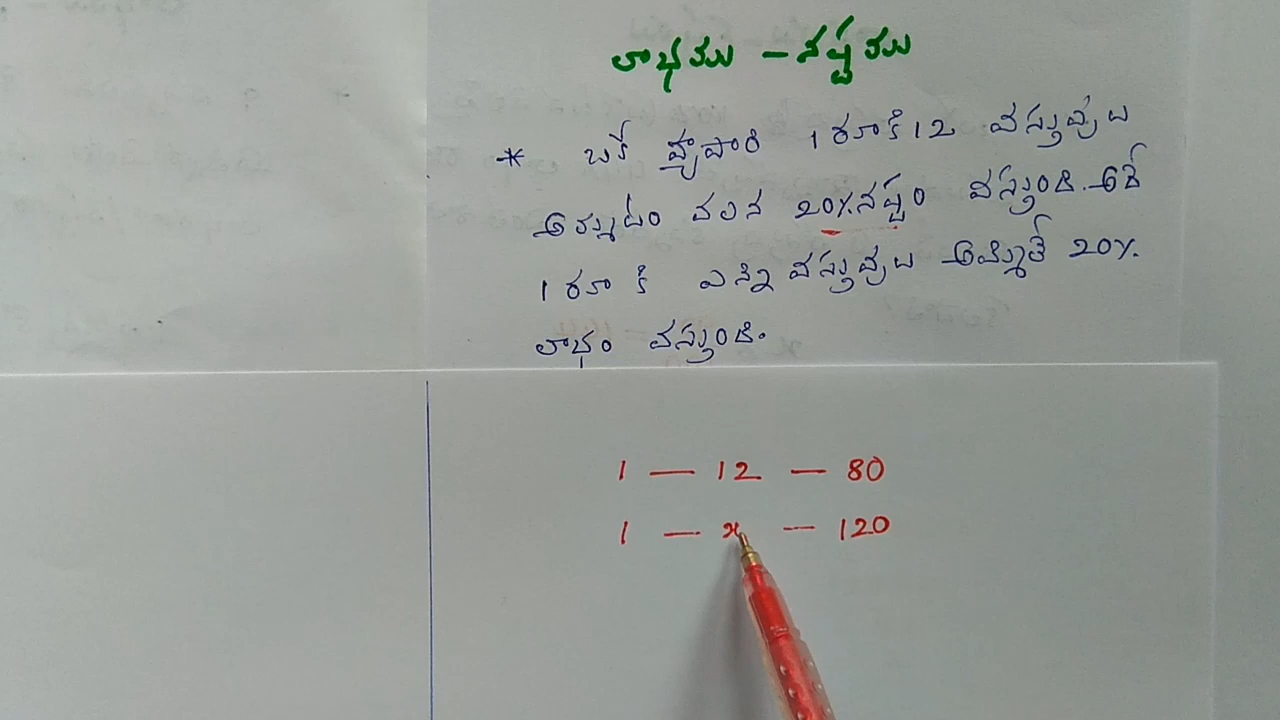 లాభము - నష్టము
* ఒక వ్యాపారి 1 రూ కి 12 వస్తువులు
అమ్మటం వలన 20% నష్టం వస్తుంది. అదే
1 రూ కి ఎన్ని వస్తువులు అమ్మితే 20%
లాభం వస్తుంది.
1 — 12 — 80
1 — x — 120